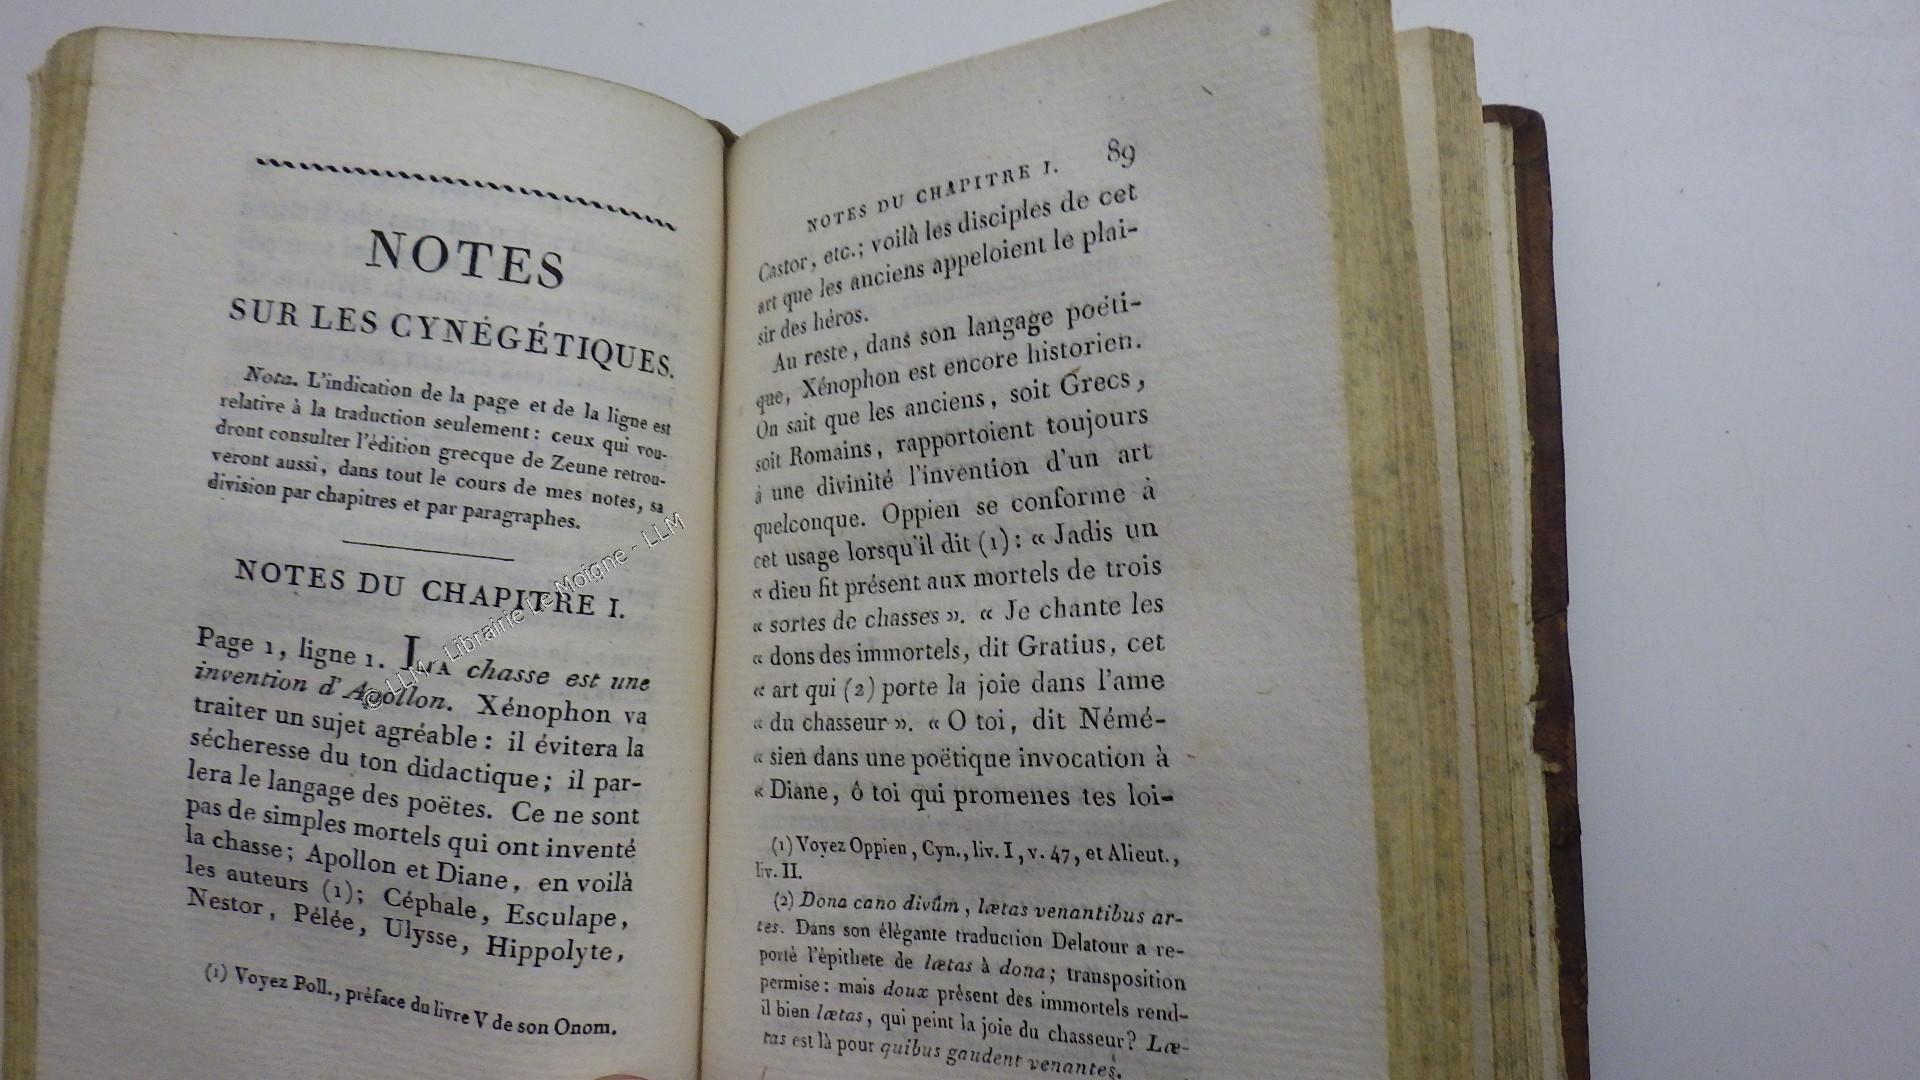 NOTES
SUR LES CYNÉGÉTIQUES.
Nota. L'indication de la page et de la ligne est
relative à la traduction seulement : ceux qui vou-
dront consulter l'édition grecque de Zeune retrou-
veront aussi, dans tout le cours de mes notes, sa
division par chapitres et par paragraphes.
NOTES DU CHAPITRE I.
Page 1, ligne 1. LA chasse est une
invention d'Apollon. Xénophon va
traiter un sujet agréable : il évitera la
sécheresse du ton didactique ; il par-
lera le langage des poëtes. Ce ne sont
pas de simples mortels qui ont inventé
la chasse ; Apollon et Diane, en voilà
les auteurs (1) ; Céphale, Esculape,
Nestor, Pélée, Ulysse, Hippolyte,
(1) Voyez Poll., préface du livre V de son Onom.
© LLM - Librairie Le Moigne - LLM
NOTES DU CHAPITRE I. 89
Castor, etc. ; voilà les disciples de cet
art que les anciens appeloient le plai-
sir des héros.
Au reste, dans son langage poéti-
que, Xénophon est encore historien.
On sait que les anciens, soit Grecs,
soit Romains, rapportoient toujours
à une divinité l'invention d'un art
quelconque. Oppien se conforme à
cet usage lorsqu'il dit (1) : « Jadis un
« dieu fit présent aux mortels de trois
« sortes de chasses ». « Je chante les
« dons des immortels, dit Gratius, cet
« art qui (2) porte la joie dans l'ame
« du chasseur ». « O toi, dit Némé-
« sien dans une poëtique invocation à
« Diane, ô toi qui promenes tes loi-
(1) Voyez Oppien, Cyn., liv. I, v. 47, et Alieut.,
liv. II.
(2) Dona cano divûm, lætas venantibus ar-
tes. Dans son élégante traduction Delatour a re-
porté l'épithete de lætas à dona ; transposition
permise : mais doux présent des immortels rend-
il bien lætas, qui peint la joie du chasseur ? Læ-
tas est là pour quibus gaudent venantes.